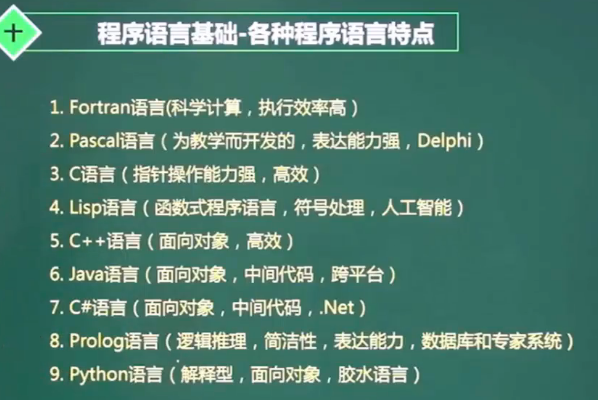 程序语言基础-各种程序语言特点
1. Fortran语言(科学计算，执行效率高）
2. Pascal语言（为教学而开发的，表达能力强，Delphi）
3. C语言（指针操作能力强，高效）
4. Lisp语言（函数式程序语言，符号处理，人工智能）
5. C++语言（面向对象，高效）
6. Java语言（面向对象，中间代码，跨平台）
7. C#语言（面向对象，中间代码，.Net）
8. Prolog语言（逻辑推理，简洁性，表达能力，数据库和专家系统）
9. Python语言（解释型，面向对象，胶水语言）